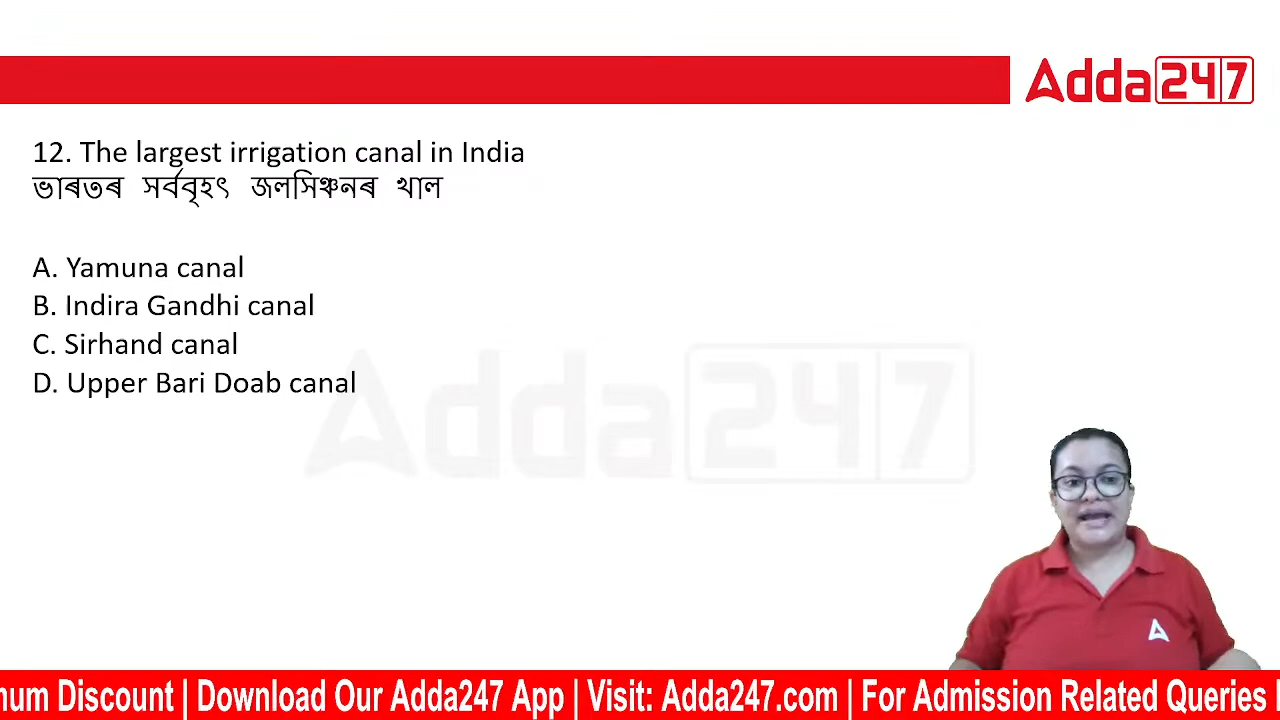 Adda247
12. The largest irrigation canal in India
ভাৰতৰ সৰ্ববৃহৎ জলসিঞ্চনৰ খাল
A. Yamuna canal
B. Indira Gandhi canal
C. Sirhand canal
D. Upper Bari Doab canal
Adda247
num Discount | Download Our Adda247 App | Visit: Adda247.com | For Admission Related Queries